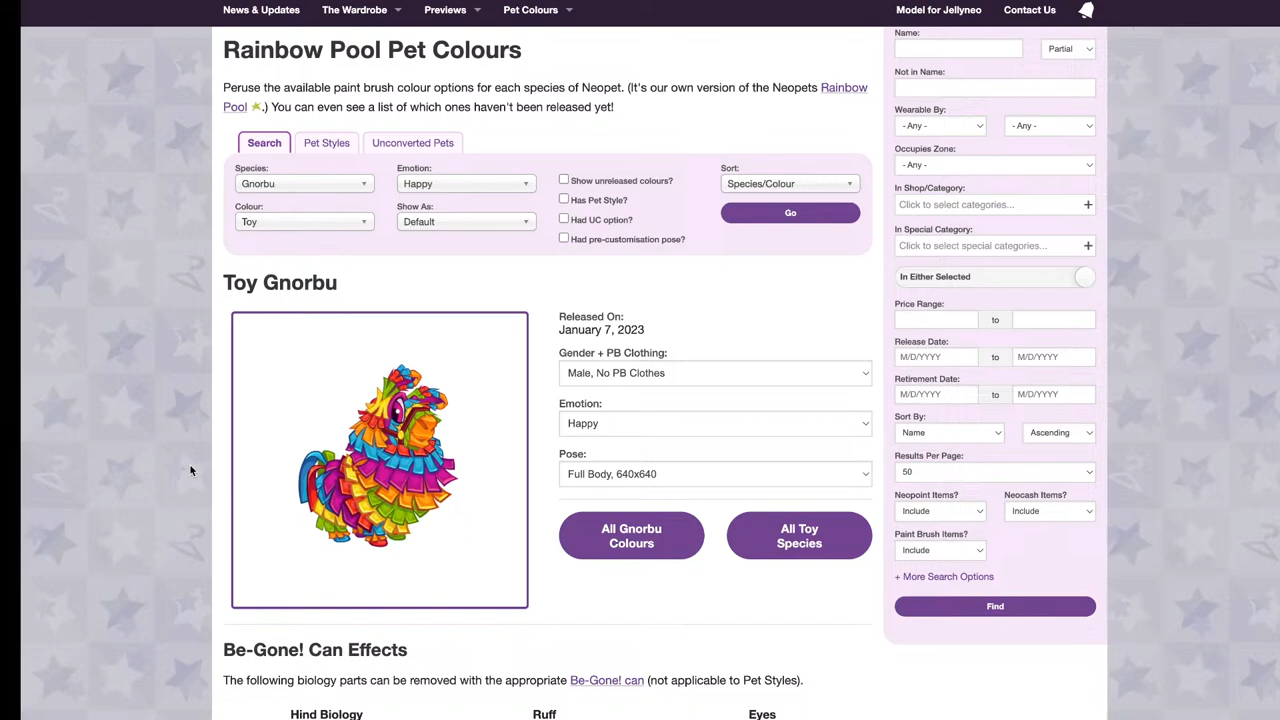 News & Updates The Wardrobe Previews Pet Colours Model for Jellyneo Contact Us
Rainbow Pool Pet Colours
Peruse the available paint brush colour options for each species of Neopet. (It's our own version of the Neopets Rainbow
Pool .) You can even see a list of which ones haven't been released yet!
Search Pet Styles Unconverted Pets
Species: Emotion: Sort:
Gnorbu Happy Show unreleased colours? Species/Colour
Has Pet Style?
Colour: Show As: Had UC option? Go
Toy Default Had pre-customisation pose?
Toy Gnorbu
Released On:
January 7, 2023
Gender + PB Clothing:
Male, No PB Clothes
Emotion:
Happy
Pose:
Full Body, 640x640
All Gnorbu Colours All Toy Species
Be-Gone! Can Effects
The following biology parts can be removed with the appropriate Be-Gone! can (not applicable to Pet Styles).
Hind Biology Ruff Eyes
Name:
Partial
Not in Name:
Wearable By:
- Any - - Any -
Occupies Zone:
- Any -
In Shop/Category:
Click to select categories... +
In Special Category:
Click to select special categories... +
In Either Selected
Price Range:
to
Release Date:
M/D/YYYY to M/D/YYYY
Retirement Date:
M/D/YYYY to M/D/YYYY
Sort By:
Name Ascending
Results Per Page:
50
Neopoint Items? Neocash Items?
Include Include
Paint Brush Items?
Include
+ More Search Options
Find